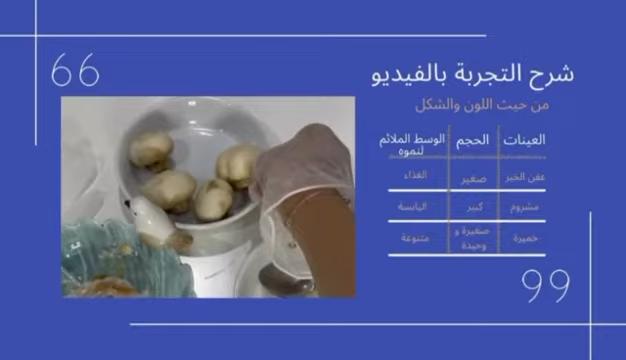 66
شرح التجربة بالفيديو
من حيث اللون والشكل
العينات الحجم الوسط الملائم لنموه
عفن الخبز صغير الغذاء
مشروم كبير اليابسة
خميرة صغيرة و وحيدة متنوعة
99